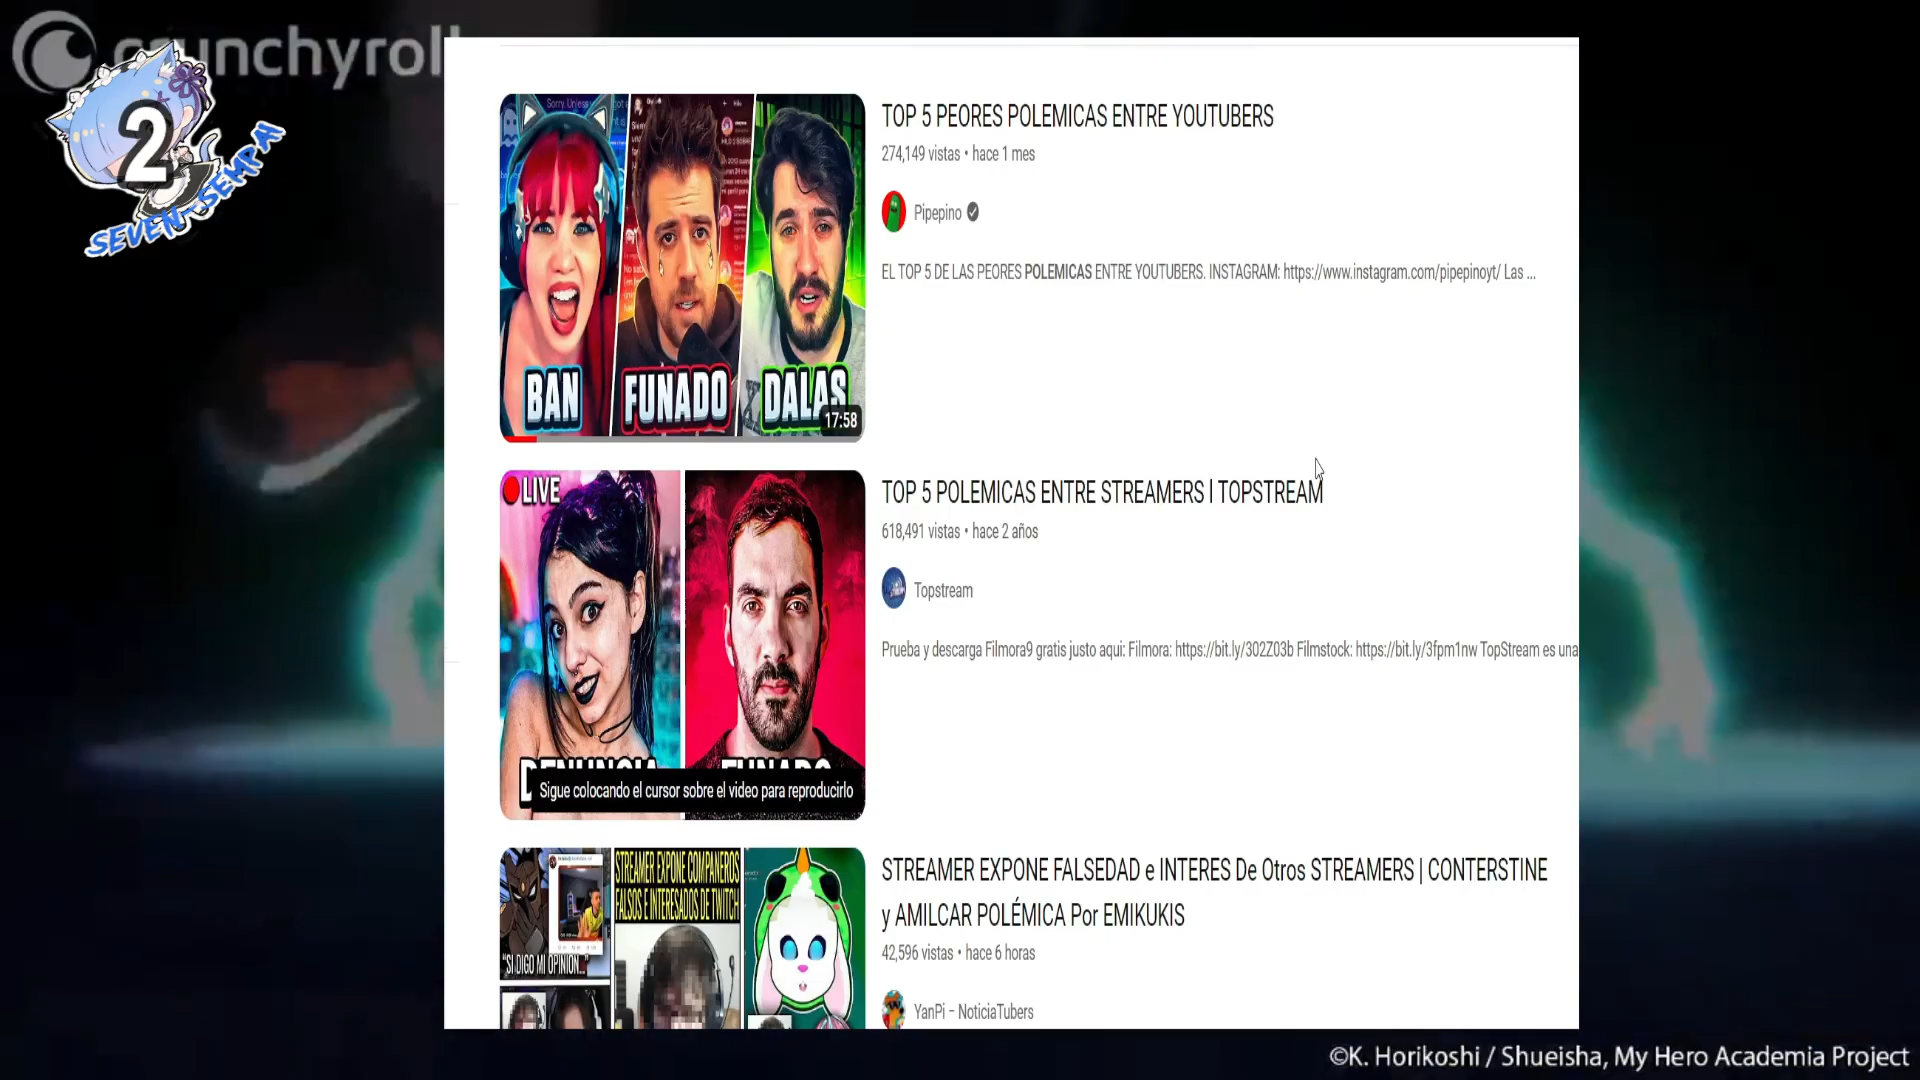 crunchyroll
2
SEVEN-SEMPAI
BAN
FUNADO
DALAS
17:58
TOP 5 PEORES POLEMICAS ENTRE YOUTUBERS
274,149 vistas • hace 1 mes
Pipepino
EL TOP 5 DE LAS PEORES POLEMICAS ENTRE YOUTUBERS. INSTAGRAM: https://www.instagram.com/pipepinoyt/ Las ...
LIVE
DENUNCIA
FUNADO
Sigue colocando el cursor sobre el video para reproducirlo
TOP 5 POLEMICAS ENTRE STREAMERS l TOPSTREAM
618,491 vistas • hace 2 años
Topstream
Prueba y descarga Filmora9 gratis justo aqui: Filmora: https://bit.ly/302Z03b Filmstock: https://bit.ly/3fpm1nw TopStream es una
STREAMER EXPONE COMPAÑEROS
FALSOS E INTERESADOS DE TWITCH
"SI DIGO MI OPINION..."
STREAMER EXPONE FALSEDAD e INTERES De Otros STREAMERS | CONTERSTINE
y AMILCAR POLÉMICA Por EMIKUKIS
42,596 vistas • hace 6 horas
YanPi - NoticiaTubers
©K. Horikoshi / Shueisha, My Hero Academia Project